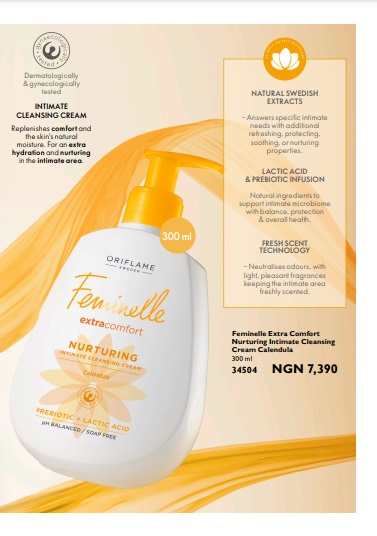 gynaecologically tested
Dermatologically
& gynecologically
tested
INTIMATE
CLEANSING CREAM
Replenishes comfort and
the skin's natural
moisture. For an extra
hydration and nurturing
in the intimate area.
NATURAL SWEDISH
EXTRACTS
~ Answers specific intimate
needs with additional
refreshing, protecting,
soothing, or nurturing
properties.
LACTIC ACID
& PREBIOTIC INFUSION
Natural ingredients to
support intimate microbiome
with balance, protection
& overall health.
FRESH SCENT
TECHNOLOGY
~ Neutralises odours, with
light, pleasant fragrances
keeping the intimate area
freshly scented.
300 ml
ORIFLAME
SWEDEN
Feminelle
extracomfort
NURTURING
INTIMATE CLEANSING CREAM
Calendula
PREBIOTIC + LACTIC ACID
pH BALANCED / SOAP FREE
Feminelle Extra Comfort
Nurturing Intimate Cleansing
Cream Calendula
300 ml
34504 NGN 7,390